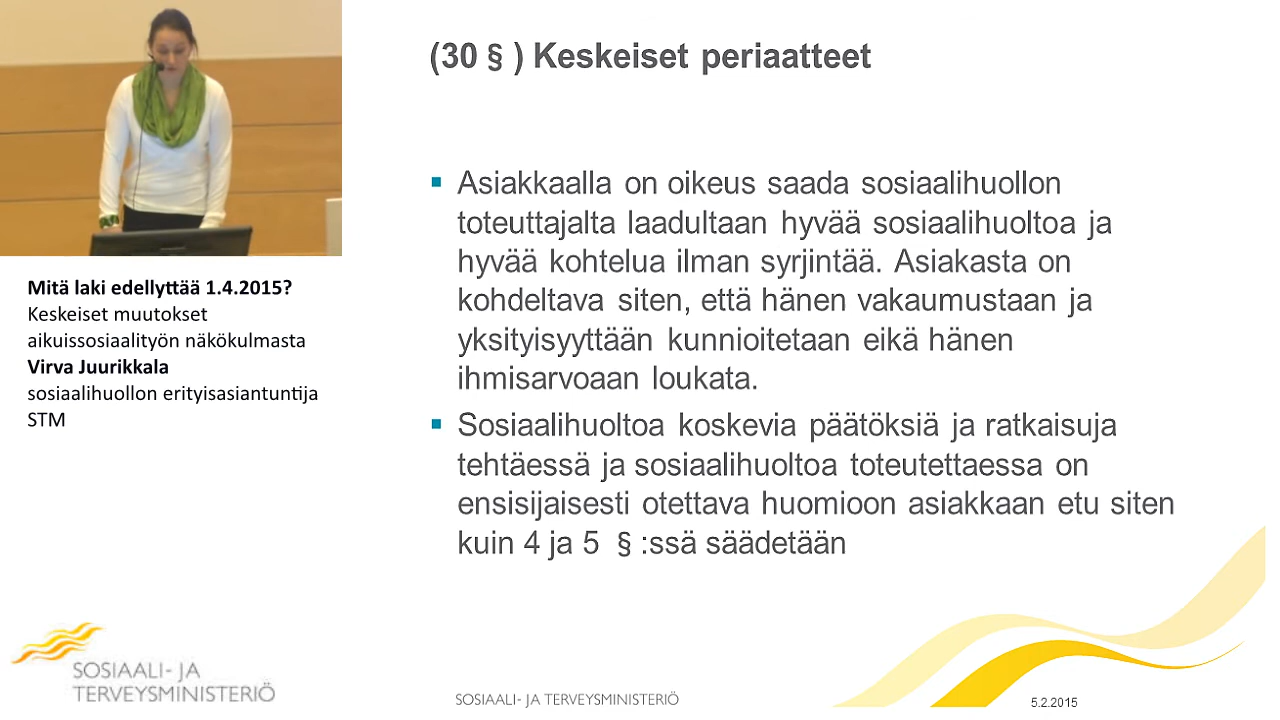 (30 § ) Keskeiset periaatteet
Asiakkaalla on oikeus saada sosiaalihuollon
toteuttajalta laadultaan hyvää sosiaalihuoltoa ja
hyvää kohtelua ilman syrjintää. Asiakasta on
kohdeltava siten, että hänen vakaumustaan ja
yksityisyyttään kunnioitetaan eikä hänen
ihmisarvoaan loukata.
Sosiaalihuoltoa koskevia päätöksiä ja ratkaisuja
tehtäessä ja sosiaalihuoltoa toteutettaessa on
ensisijaisesti otettava huomioon asiakkaan etu siten
kuin 4 ja 5 § :ssä säädetään
Mitä laki edellyttää 1.4.2015?
Keskeiset muutokset
aikuissosiaalityön näkökulmasta
Virva Juurikkala
sosiaalihuollon erityisasiantuntija
STM
SOSIAALI- JA
TERVEYSMINISTERIÖ
SOSIAALI- JA TERVEYSMINISTERIÖ
5.2.2015